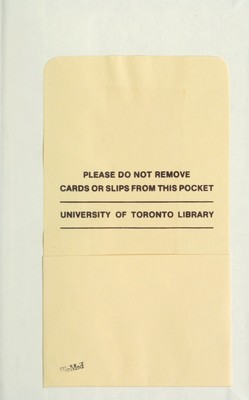 PLEASE DO NOT REMOVE
CARDS OR SLIPS FROM THIS POCKET
UNIVERSITY OF TORONTO LIBRARY